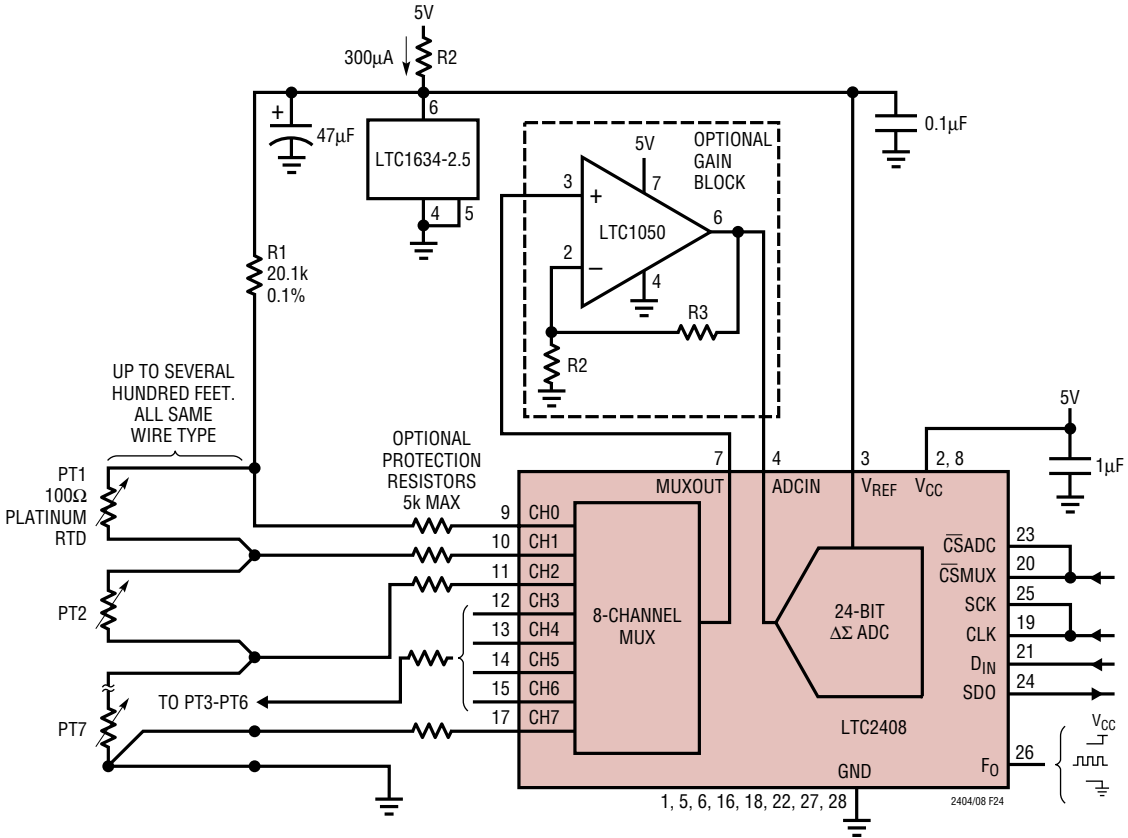 5V
300µA
R2
6
+
47µF
LTC1634-2.5
4
5
0.1µF
OPTIONAL
GAIN
BLOCK
5V
3
7
+
6
LTC1050
2
–
4
R3
R2
R1
20.1k
0.1%
UP TO SEVERAL
HUNDRED FEET.
ALL SAME
WIRE TYPE
PT1
100Ω
PLATINUM
RTD
PT2
TO PT3-PT6
PT7
OPTIONAL
PROTECTION
RESISTORS
5k MAX
5V
1µF
7
4
3
2, 8
MUXOUT
ADCIN
VREF
VCC
9
CH0
10
CH1
11
CH2
12
CH3
13
CH4
14
CH5
15
CH6
17
CH7
8-CHANNEL
MUX
24-BIT
ΔΣ ADC
LTC2408
C̅S̅ADC
23
C̅S̅MUX
20
SCK
25
CLK
19
DIN
21
SDO
24
FO
26
VCC
GND
1, 5, 6, 16, 18, 22, 27, 28
2404/08 F24